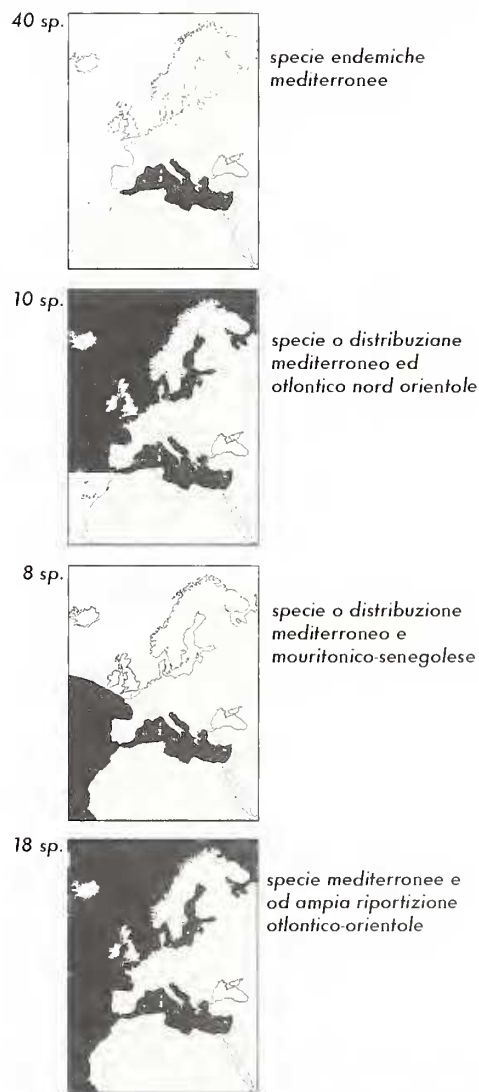 40 sp.
specie endemiche
mediterronee
10 sp.
specie o distribuziane
mediterroneo ed
otlontico nord orientole
8 sp.
specie o distribuzione
mediterroneo e
mouritonico-senegolese
18 sp.
specie mediterronee e
od ampia riportizione
otlontico-orientole